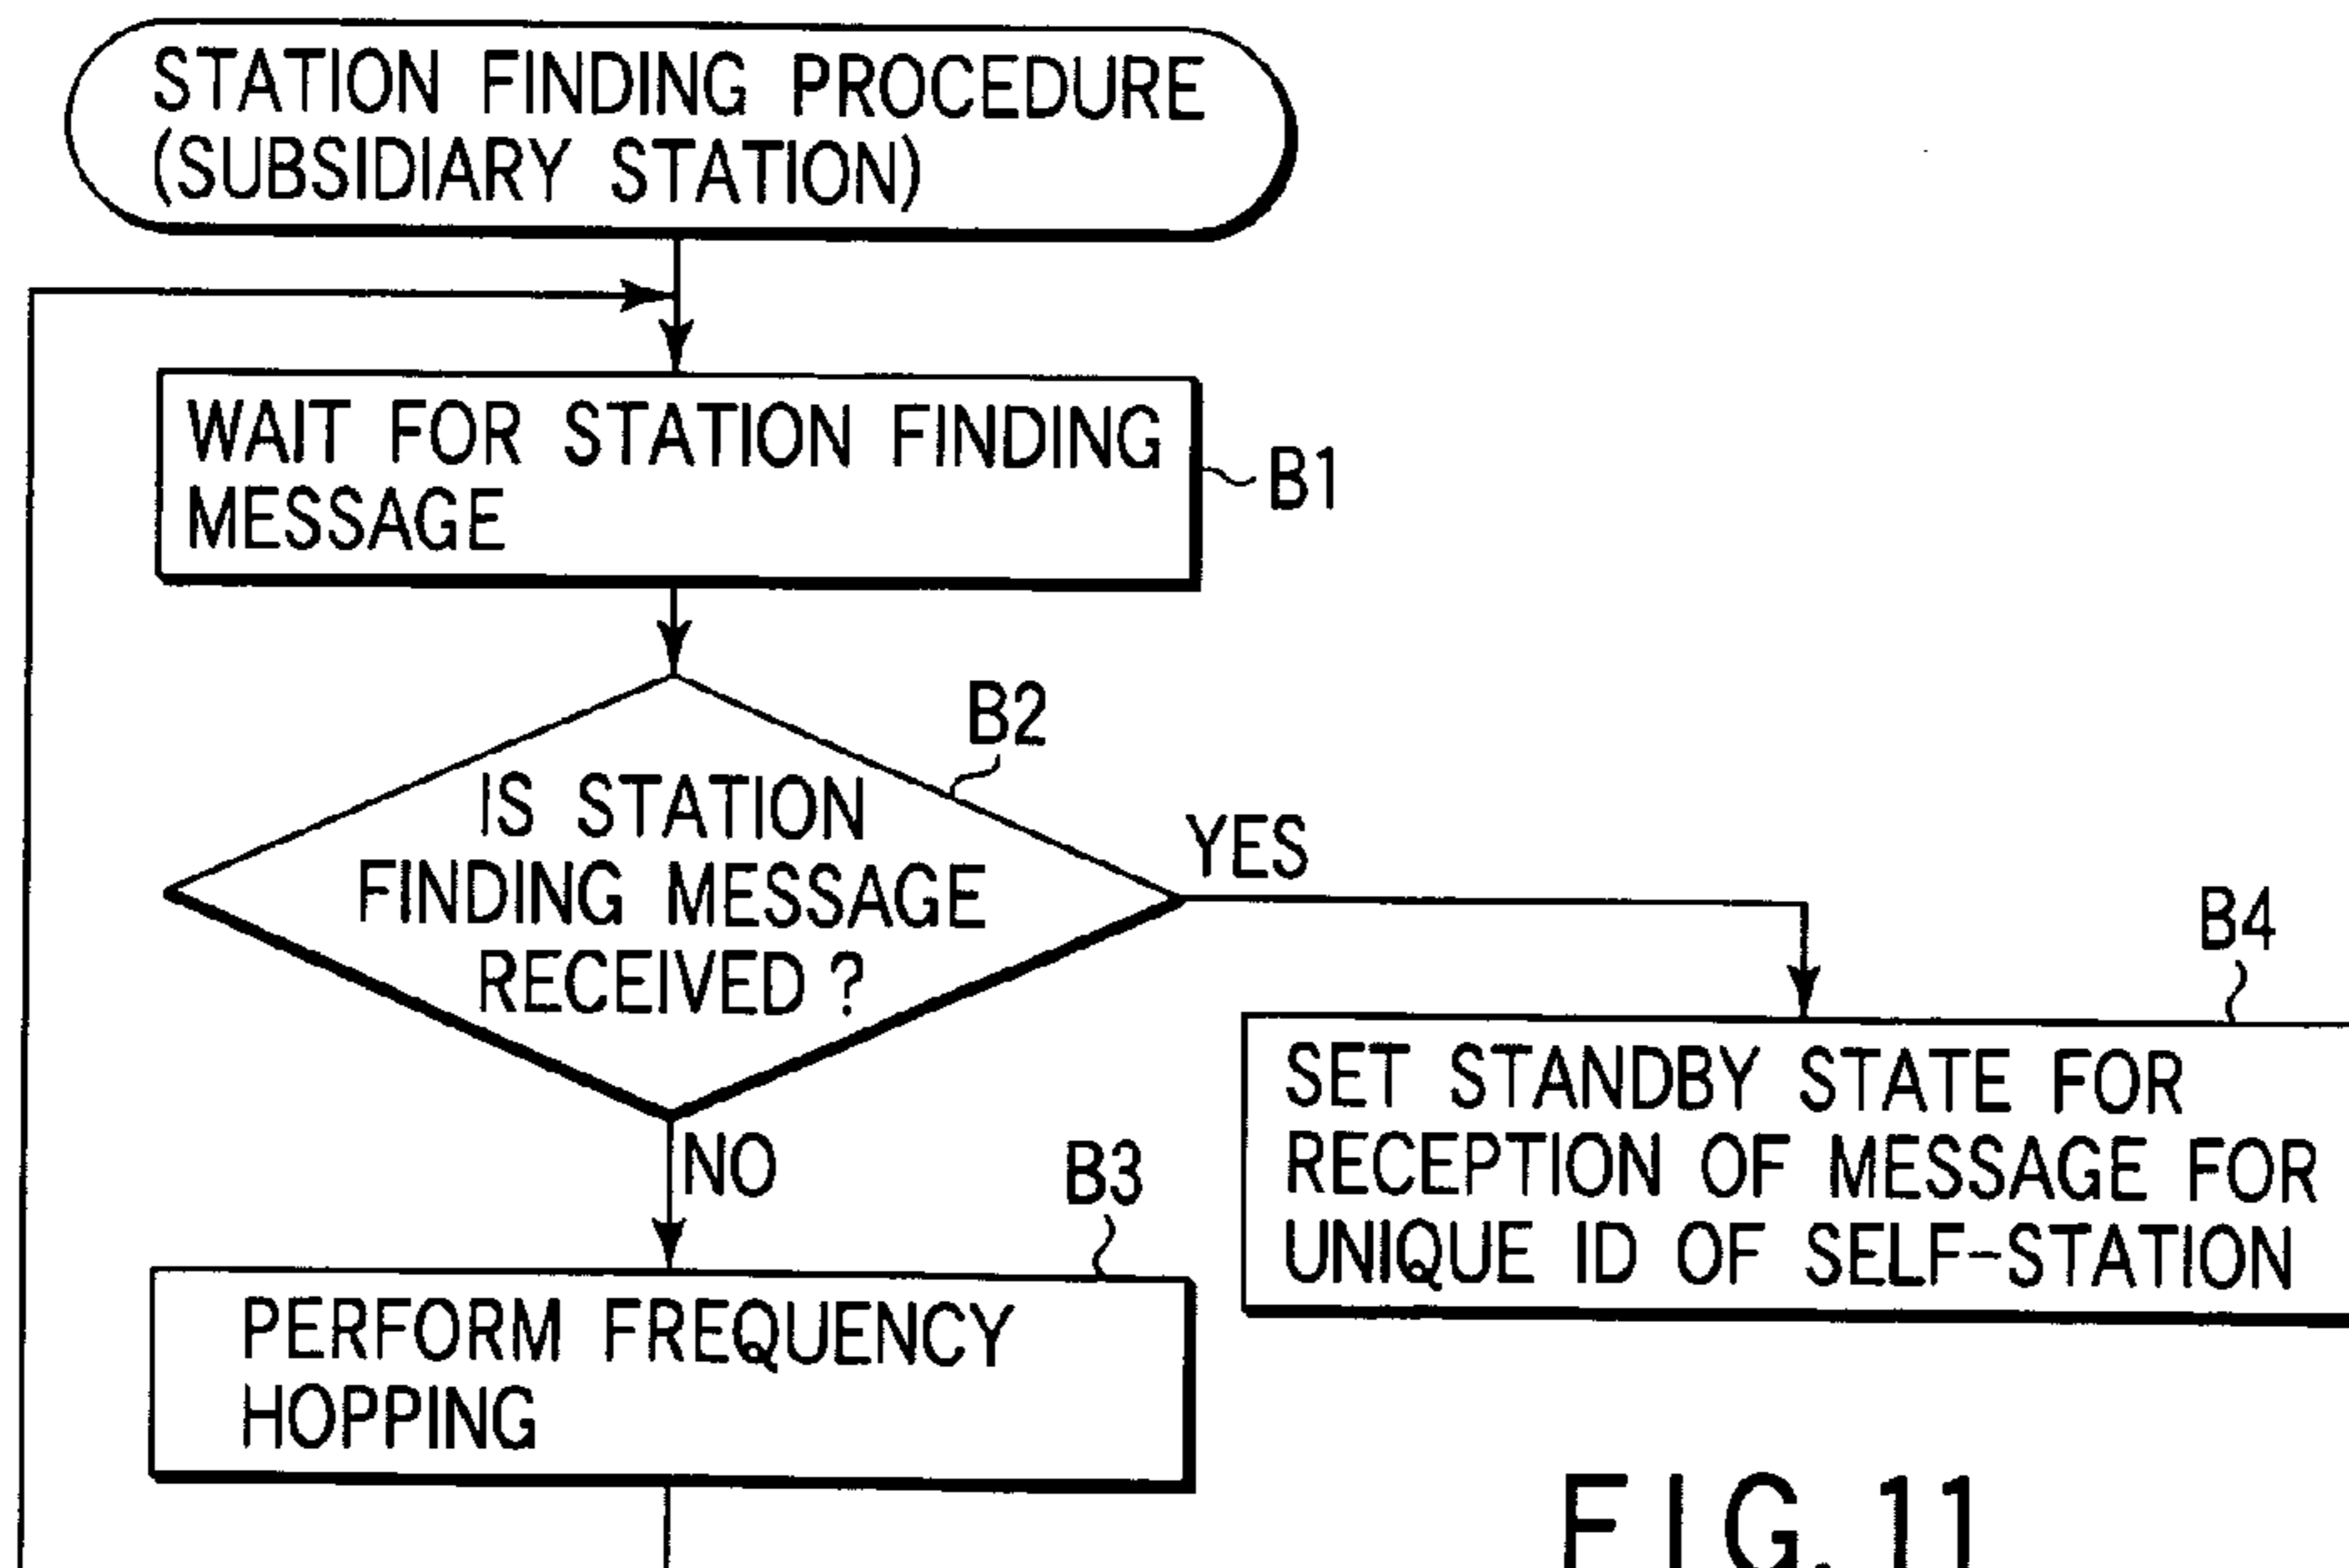 STATION FINDING PROCEDURE
(SUBSIDIARY STATION)
WAIT FOR STATION FINDING
MESSAGE
B1
B2
IS STATION
FINDING MESSAGE
RECEIVED ?
YES
B4
SET STANDBY STATE FOR
RECEPTION OF MESSAGE FOR
UNIQUE ID OF SELF-STATION
NO
B3
PERFORM FREQUENCY
HOPPING
FIG. 11